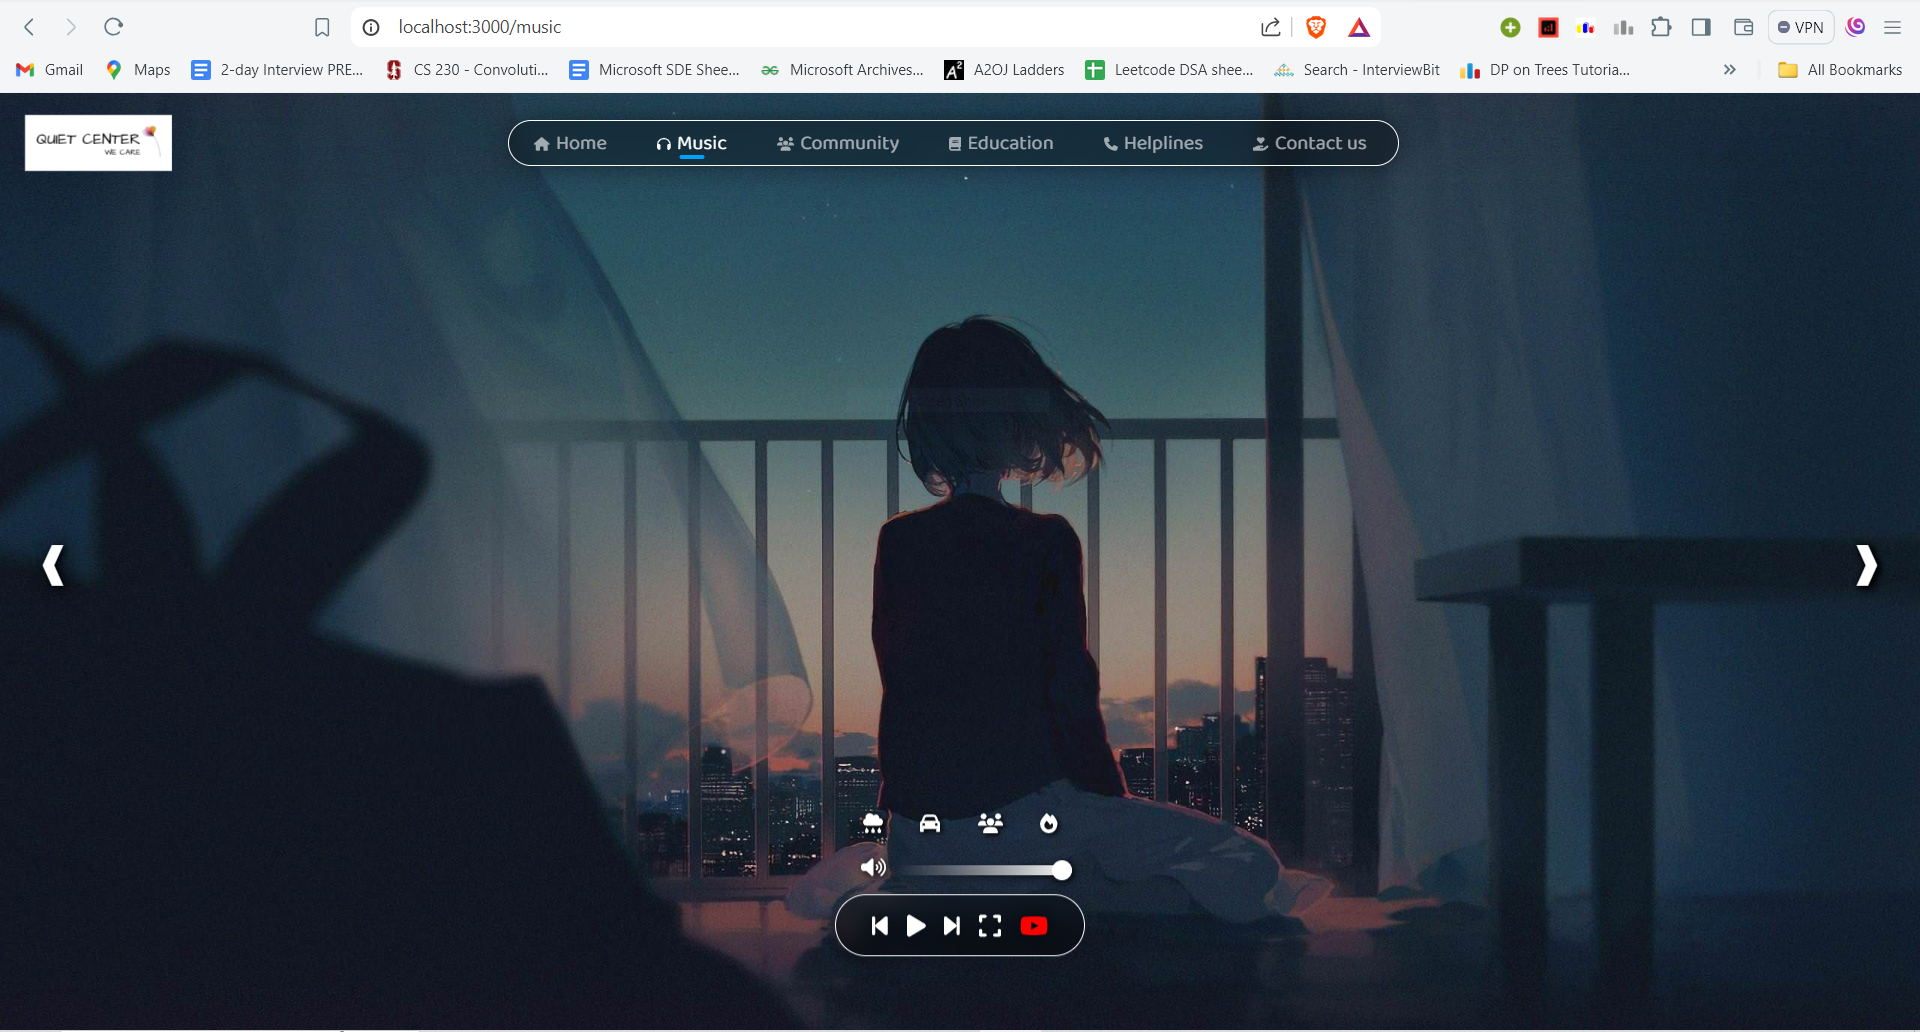 localhost:3000/music
VPN
Gmail
Maps
2-day Interview PRE...
CS 230 - Convoluti...
Microsoft SDE Shee...
Microsoft Archives...
A2OJ Ladders
Leetcode DSA shee...
Search - InterviewBit
DP on Trees Tutoria...
All Bookmarks
QUIET CENTER
WE CARE
Home
Music
Community
Education
Helplines
Contact us